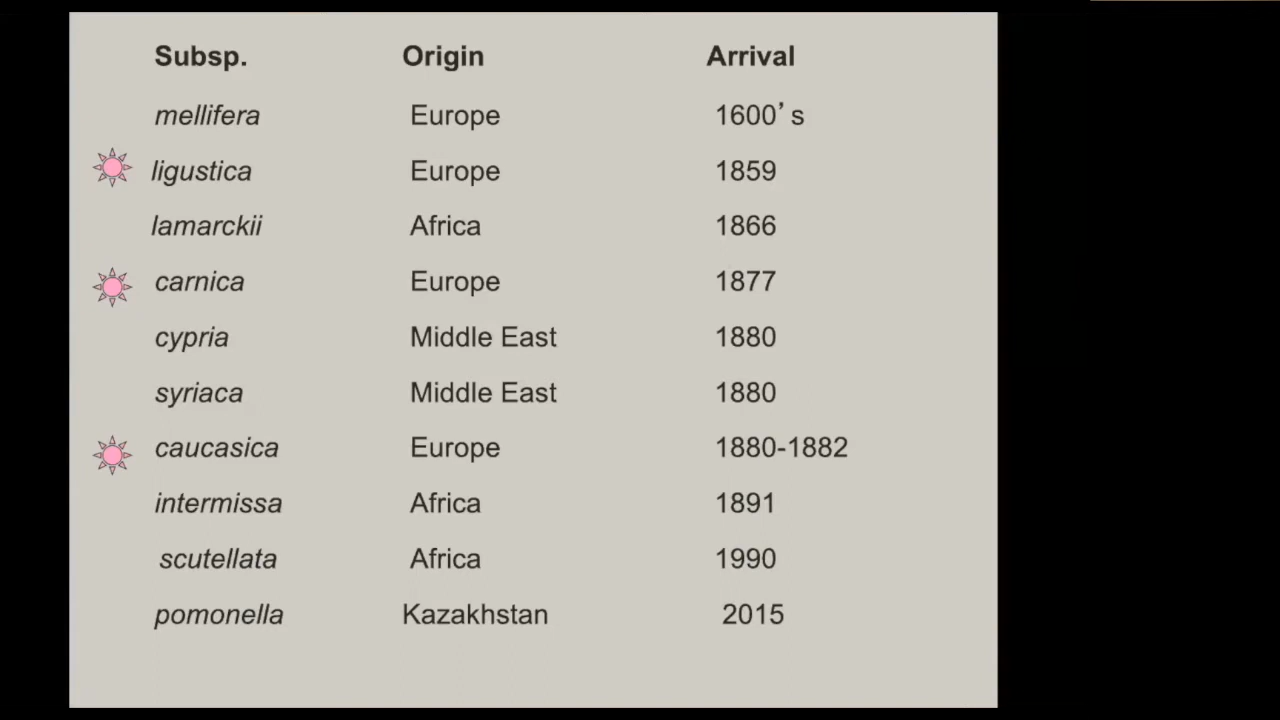 Subsp. Origin Arrival
mellifera Europe 1600's
ligustica Europe 1859
lamarckii Africa 1866
carnica Europe 1877
cypria Middle East 1880
syriaca Middle East 1880
caucasica Europe 1880-1882
intermissa Africa 1891
scutellata Africa 1990
pomonella Kazakhstan 2015